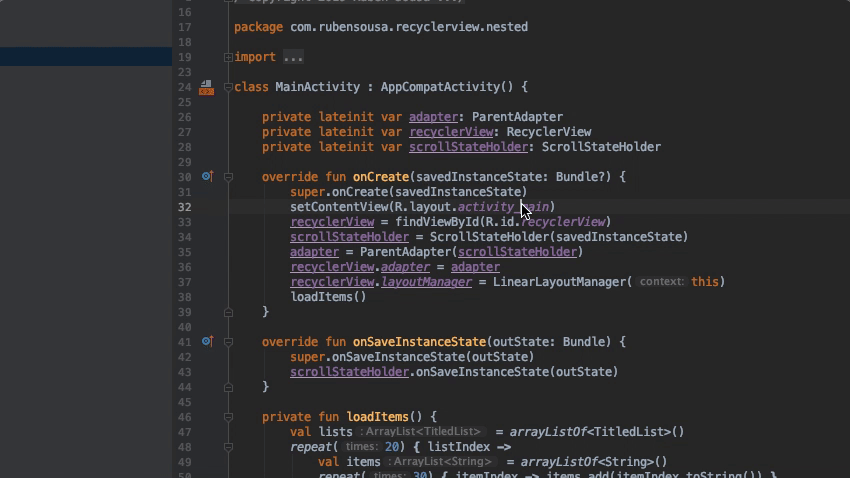 16
17 package com.rubensousa.recyclerview.nested
18
19 import ...
23
24 class MainActivity : AppCompatActivity() {
25
26 private lateinit var adapter: ParentAdapter
27 private lateinit var recyclerView: RecyclerView
28 private lateinit var scrollStateHolder: ScrollStateHolder
29
30 override fun onCreate(savedInstanceState: Bundle?) {
31 super.onCreate(savedInstanceState)
32 setContentView(R.layout.activity_main)
33 recyclerView = findViewById(R.id.recyclerView)
34 scrollStateHolder = ScrollStateHolder(savedInstanceState)
35 adapter = ParentAdapter(scrollStateHolder)
36 recyclerView.adapter = adapter
37 recyclerView.layoutManager = LinearLayoutManager( context: this)
38 loadItems()
39 }
40
41 override fun onSaveInstanceState(outState: Bundle) {
42 super.onSaveInstanceState(outState)
43 scrollStateHolder.onSaveInstanceState(outState)
44 }
45
46 private fun loadItems() {
47 val lists : ArrayList<TitledList> = arrayListOf<TitledList>()
48 repeat( times: 20) { listIndex ->
49 val items : ArrayList<String> = arrayListOf<String>()
50 repeat( times: 30) { itemIndex -> items.add(itemIndex.toString()) }